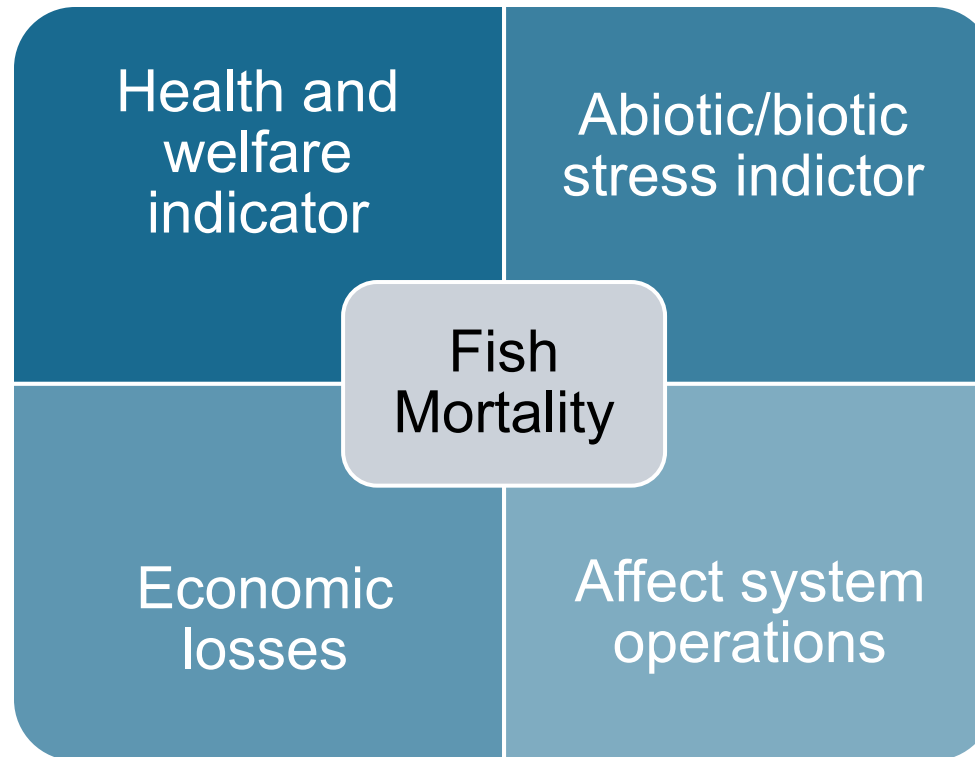 Health and
welfare
indicator
Abiotic/biotic
stress indictor
Fish
Mortality
Economic
losses
Affect system
operations